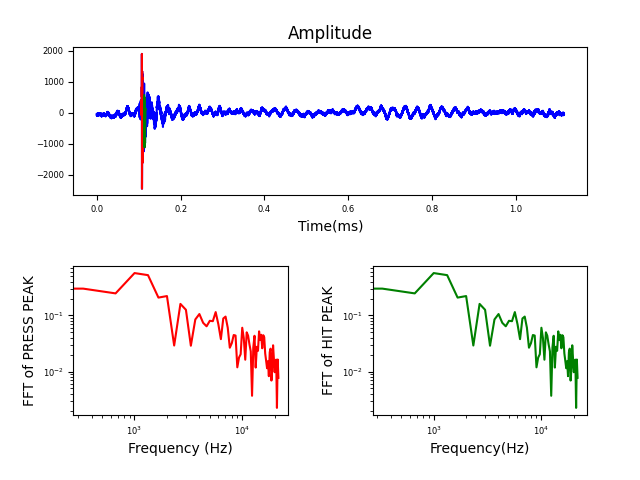 Amplitude
2000
1000
0
−1000
−2000
0.0 0.2 0.4 0.6 0.8 1.0
Time(ms)
FFT of PRESS PEAK
10⁻¹
10⁻²
10³ 10⁴
Frequency (Hz)
FFT of HIT PEAK
10⁻¹
10⁻²
10³ 10⁴
Frequency(Hz)